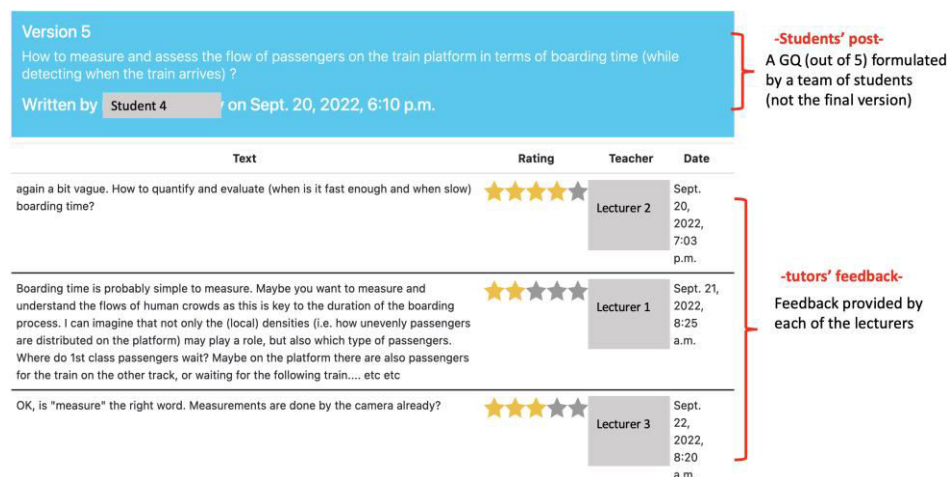 Version 5
How to measure and assess the flow of passengers on the train platform in terms of boarding time (while
detecting when the train arrives) ?
Written by Student 4 on Sept. 20, 2022, 6:10 p.m.
-Students' post-
A GQ (out of 5) formulated
by a team of students
(not the final version)
Text Rating Teacher Date
again a bit vague. How to quantify and evaluate (when is it fast enough and when slow)
boarding time?
Lecturer 2
Sept.
20,
2022,
7:03
p.m.
Boarding time is probably simple to measure. Maybe you want to measure and
understand the flows of human crowds as this is key to the duration of the boarding
process. I can imagine that not only the (local) densities (i.e. how unevenly passengers
are distributed on the platform) may play a role, but also which type of passengers.
Where do 1st class passengers wait? Maybe on the platform there are also passengers
for the train on the other track, or waiting for the following train.... etc etc
Lecturer 1
Sept. 21,
2022,
8:25
a.m.
OK, is "measure" the right word. Measurements are done by the camera already?
Lecturer 3
Sept.
22,
2022,
8:20
a.m.
-tutors' feedback-
Feedback provided by
each of the lecturers